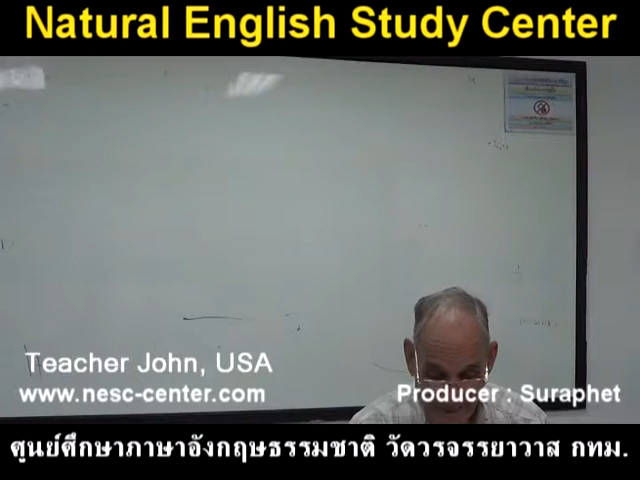 Natural English Study Center
Teacher John, USA
www.nesc-center.com
Producer : Suraphet
ศูนย์ศึกษาภาษาอังกฤษธรรมชาติ วัดวรจรรยาวาส กทม.